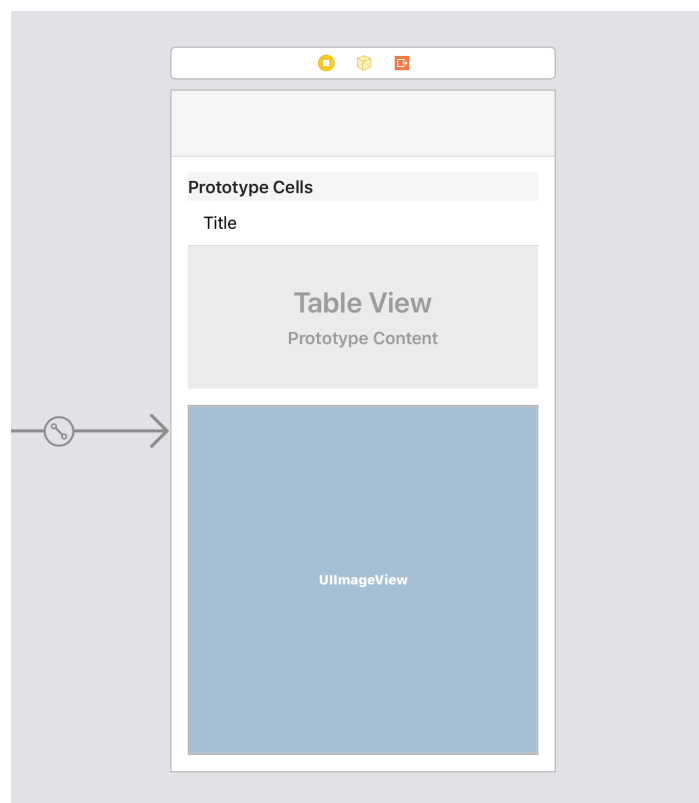 Prototype Cells
Title
Table View
Prototype Content
UIImageView